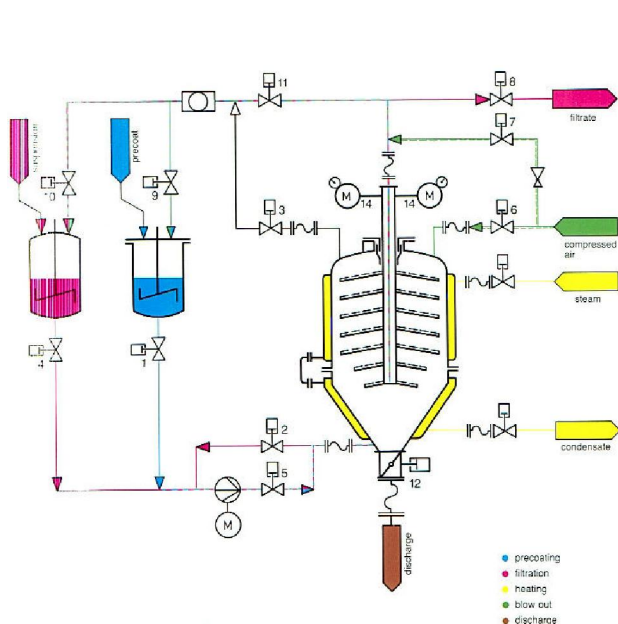 11
8
filtrate
7
suspension
precoat
10
9
M
14
14
M
3
6
compressed
air
steam
4
1
2
condensate
5
12
M
discharge
precoating
filtration
heating
blow out
discharge